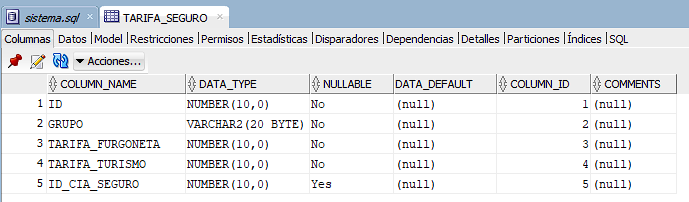 sistema.sql TARIFA_SEGURO
Columnas Datos Model Restricciones Permisos Estadísticas Disparadores Dependencias Detalles Particiones Índices SQL
Acciones...
COLUMN_NAME DATA_TYPE NULLABLE DATA_DEFAULT COLUMN_ID COMMENTS
1 ID NUMBER(10,0) No (null) 1 (null)
2 GRUPO VARCHAR2(20 BYTE) No (null) 2 (null)
3 TARIFA_FURGONETA NUMBER(10,0) No (null) 3 (null)
4 TARIFA_TURISMO NUMBER(10,0) No (null) 4 (null)
5 ID_CIA_SEGURO NUMBER(10,0) Yes (null) 5 (null)